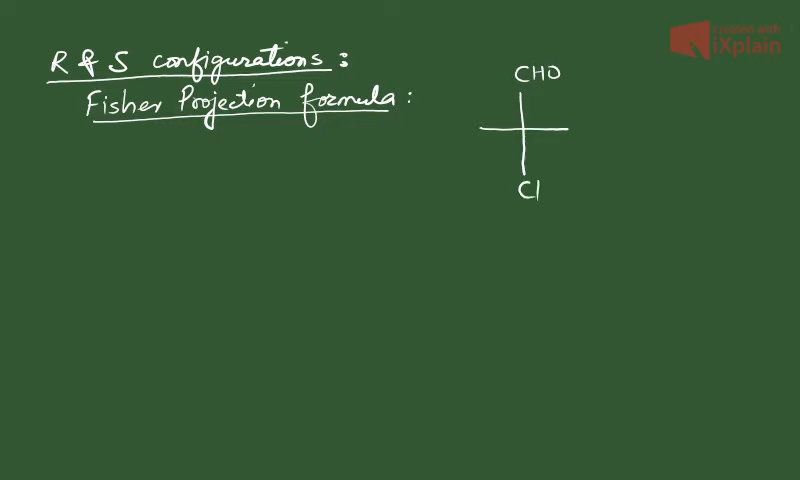 R & S configurations :
Fisher Projection formula :
CHO
Cl
created with
iXplain